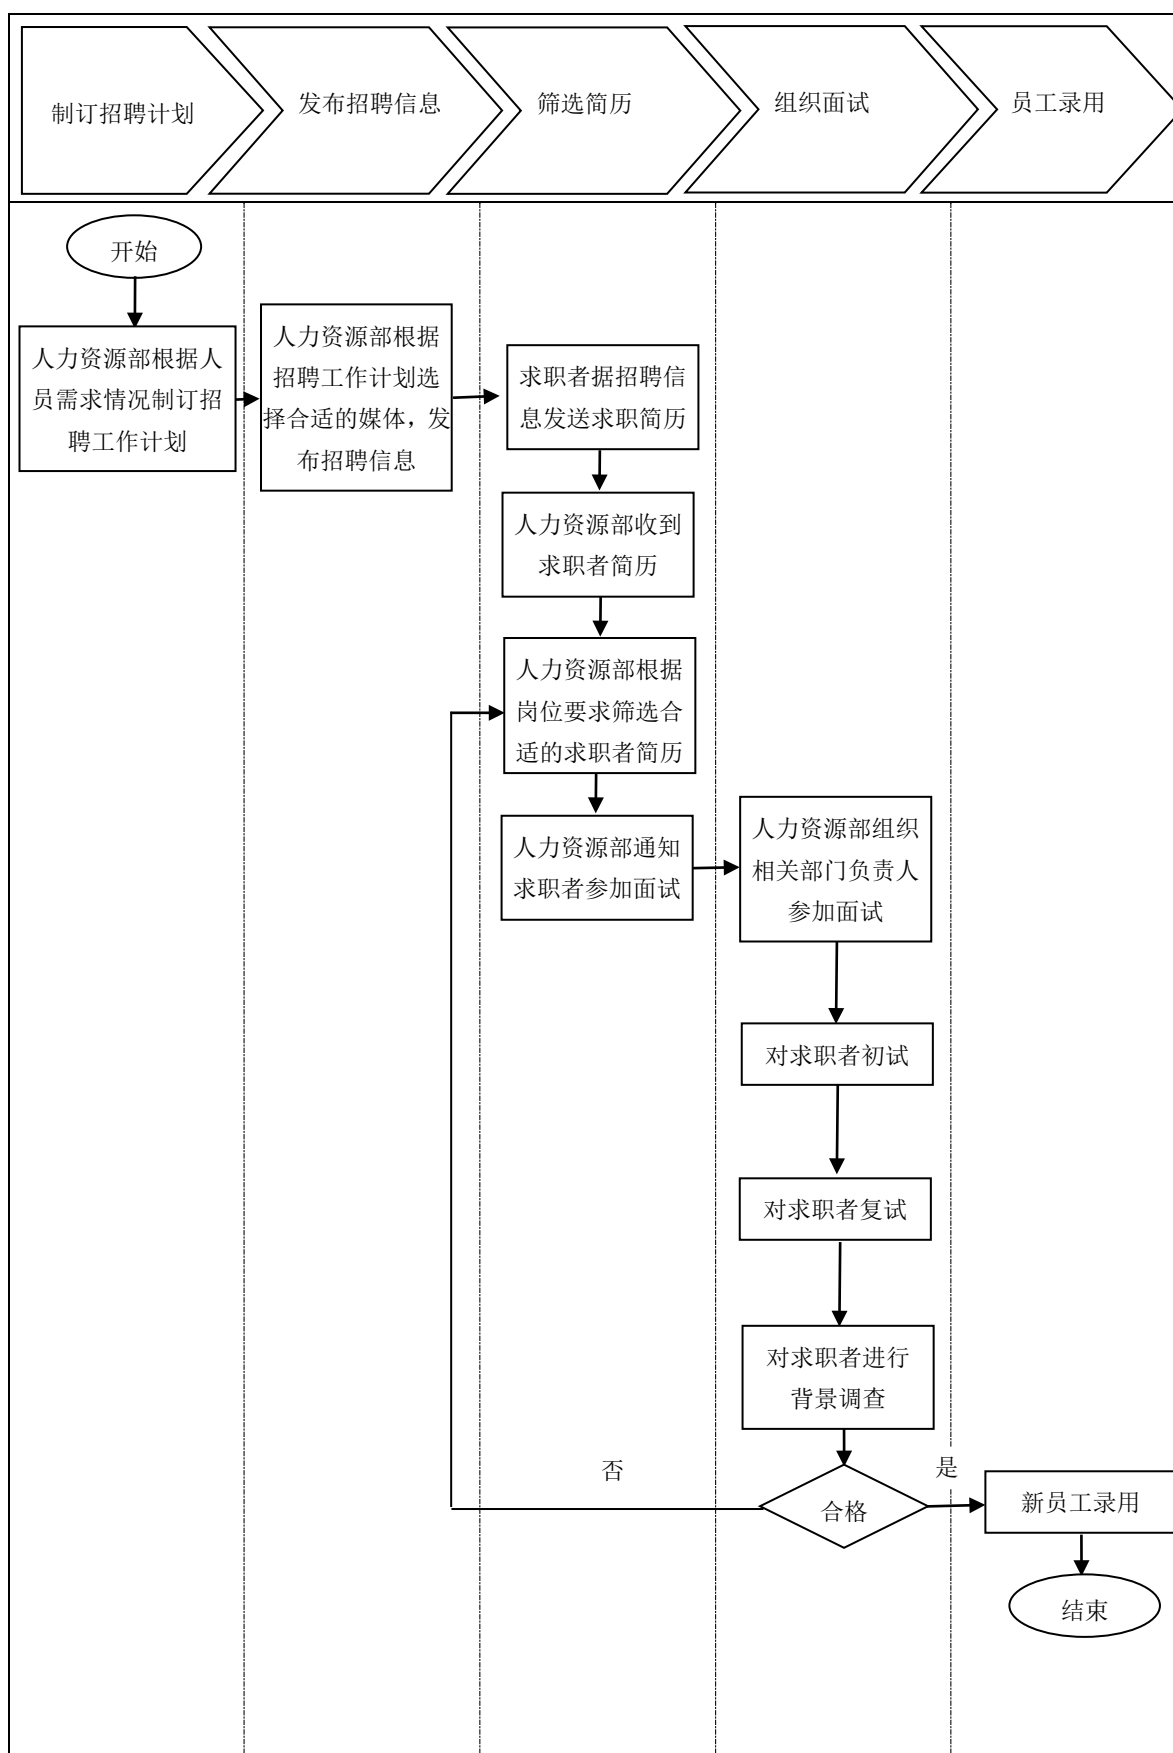 制订招聘计划
发布招聘信息
筛选简历
组织面试
员工录用
开始
人力资源部根据人
员需求情况制订招
聘工作计划
人力资源部根据
招聘工作计划选
择合适的媒体，发
布招聘信息
求职者据招聘信
息发送求职简历
人力资源部收到
求职者简历
人力资源部根据
岗位要求筛选合
适的求职者简历
人力资源部通知
求职者参加面试
人力资源部组织
相关部门负责人
参加面试
对求职者初试
对求职者复试
对求职者进行
背景调查
合格
否
是
新员工录用
结束